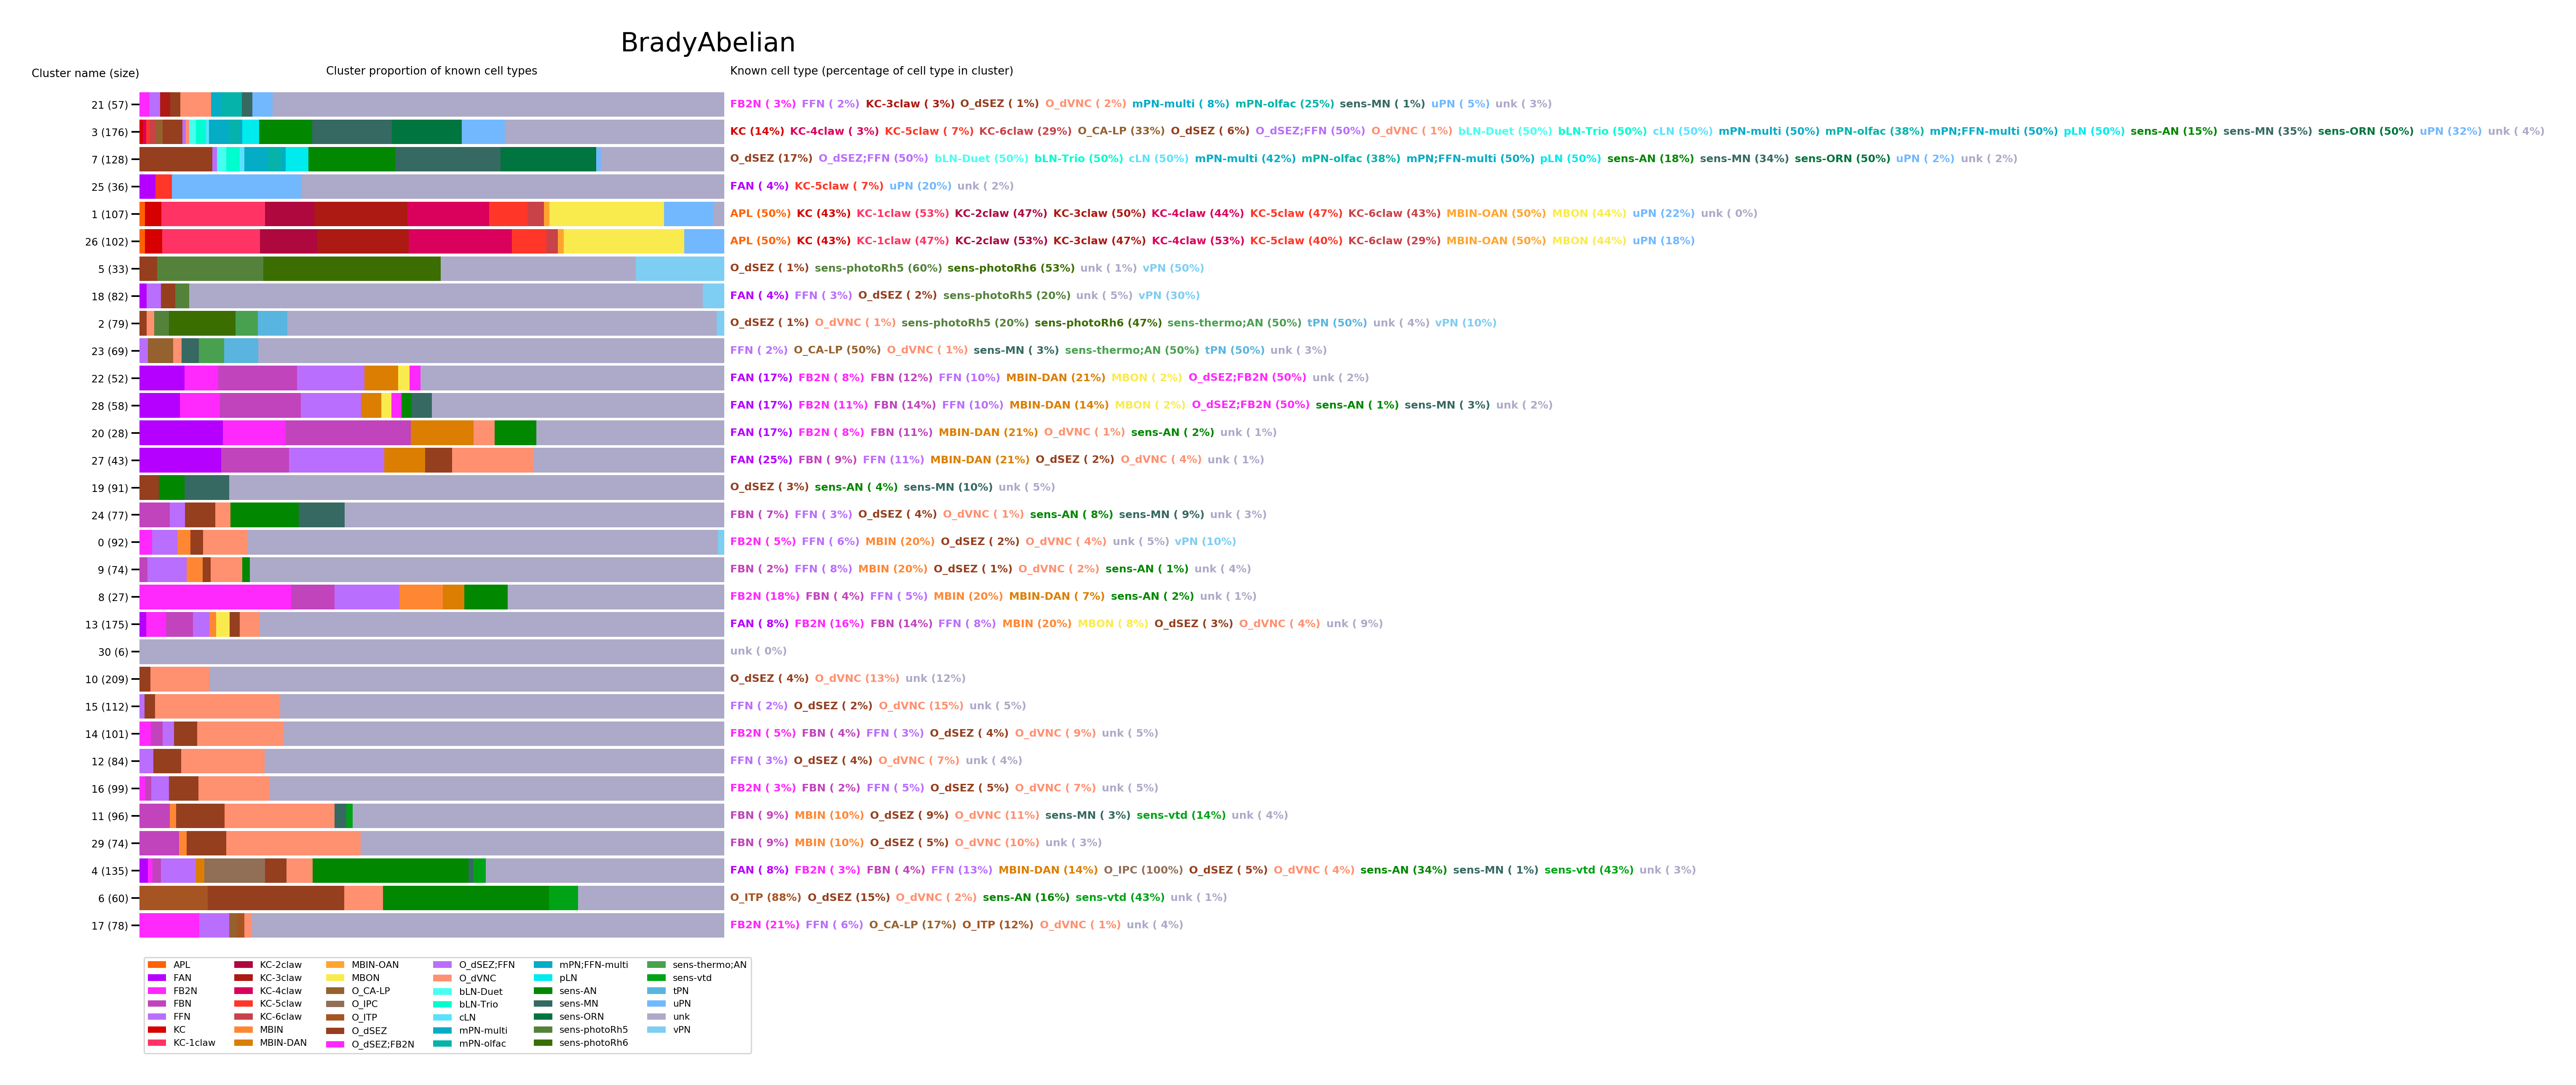 BradyAbelian
Cluster name (size) Cluster proportion of known cell types Known cell type (percentage of cell type in cluster)
21 (57) FB2N ( 3%) FFN ( 2%) KC-3claw ( 3%) O_dSEZ ( 1%) O_dVNC ( 2%) mPN-multi ( 8%) mPN-olfac (25%) sens-MN ( 1%) uPN ( 5%) unk ( 3%)
3 (176) KC (14%) KC-4claw ( 3%) KC-5claw ( 7%) KC-6claw (29%) O_CA-LP (33%) O_dSEZ ( 6%) O_dSEZ;FFN (50%) O_dVNC ( 1%) bLN-Duet (50%) bLN-Trio (50%) cLN (50%) mPN-multi (50%) mPN-olfac (38%) mPN;FFN-multi (50%) pLN (50%) sens-AN (15%) sens-MN (35%) sens-ORN (50%) uPN (32%) unk ( 4%)
7 (128) O_dSEZ (17%) O_dSEZ;FFN (50%) bLN-Duet (50%) bLN-Trio (50%) cLN (50%) mPN-multi (42%) mPN-olfac (38%) mPN;FFN-multi (50%) pLN (50%) sens-AN (18%) sens-MN (34%) sens-ORN (50%) uPN ( 2%) unk ( 2%)
25 (36) FAN ( 4%) KC-5claw ( 7%) uPN (20%) unk ( 2%)
1 (107) APL (50%) KC (43%) KC-1claw (53%) KC-2claw (47%) KC-3claw (50%) KC-4claw (44%) KC-5claw (47%) KC-6claw (43%) MBIN-OAN (50%) MBON (44%) uPN (22%) unk ( 0%)
26 (102) APL (50%) KC (43%) KC-1claw (47%) KC-2claw (53%) KC-3claw (47%) KC-4claw (53%) KC-5claw (40%) KC-6claw (29%) MBIN-OAN (50%) MBON (44%) uPN (18%)
5 (33) O_dSEZ ( 1%) sens-photoRh5 (60%) sens-photoRh6 (53%) unk ( 1%) vPN (50%)
18 (82) FAN ( 4%) FFN ( 3%) O_dSEZ ( 2%) sens-photoRh5 (20%) unk ( 5%) vPN (30%)
2 (79) O_dSEZ ( 1%) O_dVNC ( 1%) sens-photoRh5 (20%) sens-photoRh6 (47%) sens-thermo;AN (50%) tPN (50%) unk ( 4%) vPN (10%)
23 (69) FFN ( 2%) O_CA-LP (50%) O_dVNC ( 1%) sens-MN ( 3%) sens-thermo;AN (50%) tPN (50%) unk ( 3%)
22 (52) FAN (17%) FB2N ( 8%) FBN (12%) FFN (10%) MBIN-DAN (21%) MBON ( 2%) O_dSEZ;FB2N (50%) unk ( 2%)
28 (58) FAN (17%) FB2N (11%) FBN (14%) FFN (10%) MBIN-DAN (14%) MBON ( 2%) O_dSEZ;FB2N (50%) sens-AN ( 1%) sens-MN ( 3%) unk ( 2%)
20 (28) FAN (17%) FB2N ( 8%) FBN (11%) MBIN-DAN (21%) O_dVNC ( 1%) sens-AN ( 2%) unk ( 1%)
27 (43) FAN (25%) FBN ( 9%) FFN (11%) MBIN-DAN (21%) O_dSEZ ( 2%) O_dVNC ( 4%) unk ( 1%)
19 (91) O_dSEZ ( 3%) sens-AN ( 4%) sens-MN (10%) unk ( 5%)
24 (77) FBN ( 7%) FFN ( 3%) O_dSEZ ( 4%) O_dVNC ( 1%) sens-AN ( 8%) sens-MN ( 9%) unk ( 3%)
0 (92) FB2N ( 5%) FFN ( 6%) MBIN (20%) O_dSEZ ( 2%) O_dVNC ( 4%) unk ( 5%) vPN (10%)
9 (74) FBN ( 2%) FFN ( 8%) MBIN (20%) O_dSEZ ( 1%) O_dVNC ( 2%) sens-AN ( 1%) unk ( 4%)
8 (27) FB2N (18%) FBN ( 4%) FFN ( 5%) MBIN (20%) MBIN-DAN ( 7%) sens-AN ( 2%) unk ( 1%)
13 (175) FAN ( 8%) FB2N (16%) FBN (14%) FFN ( 8%) MBIN (20%) MBON ( 8%) O_dSEZ ( 3%) O_dVNC ( 4%) unk ( 9%)
30 (6) unk ( 0%)
10 (209) O_dSEZ ( 4%) O_dVNC (13%) unk (12%)
15 (112) FFN ( 2%) O_dSEZ ( 2%) O_dVNC (15%) unk ( 5%)
14 (101) FB2N ( 5%) FBN ( 4%) FFN ( 3%) O_dSEZ ( 4%) O_dVNC ( 9%) unk ( 5%)
12 (84) FFN ( 3%) O_dSEZ ( 4%) O_dVNC ( 7%) unk ( 4%)
16 (99) FB2N ( 3%) FBN ( 2%) FFN ( 5%) O_dSEZ ( 5%) O_dVNC ( 7%) unk ( 5%)
11 (96) FBN ( 9%) MBIN (10%) O_dSEZ ( 9%) O_dVNC (11%) sens-MN ( 3%) sens-vtd (14%) unk ( 4%)
29 (74) FBN ( 9%) MBIN (10%) O_dSEZ ( 5%) O_dVNC (10%) unk ( 3%)
4 (135) FAN ( 8%) FB2N ( 3%) FBN ( 4%) FFN (13%) MBIN-DAN (14%) O_IPC (100%) O_dSEZ ( 5%) O_dVNC ( 4%) sens-AN (34%) sens-MN ( 1%) sens-vtd (43%) unk ( 3%)
6 (60) O_ITP (88%) O_dSEZ (15%) O_dVNC ( 2%) sens-AN (16%) sens-vtd (43%) unk ( 1%)
17 (78) FB2N (21%) FFN ( 6%) O_CA-LP (17%) O_ITP (12%) O_dVNC ( 1%) unk ( 4%)
APL KC-2claw MBIN-OAN O_dSEZ;FFN mPN;FFN-multi sens-thermo;AN
FAN KC-3claw MBON O_dVNC pLN sens-vtd
FB2N KC-4claw O_CA-LP bLN-Duet sens-AN tPN
FBN KC-5claw O_IPC bLN-Trio sens-MN uPN
FFN KC-6claw O_ITP cLN sens-ORN unk
KC MBIN O_dSEZ mPN-multi sens-photoRh5 vPN
KC-1claw MBIN-DAN O_dSEZ;FB2N mPN-olfac sens-photoRh6